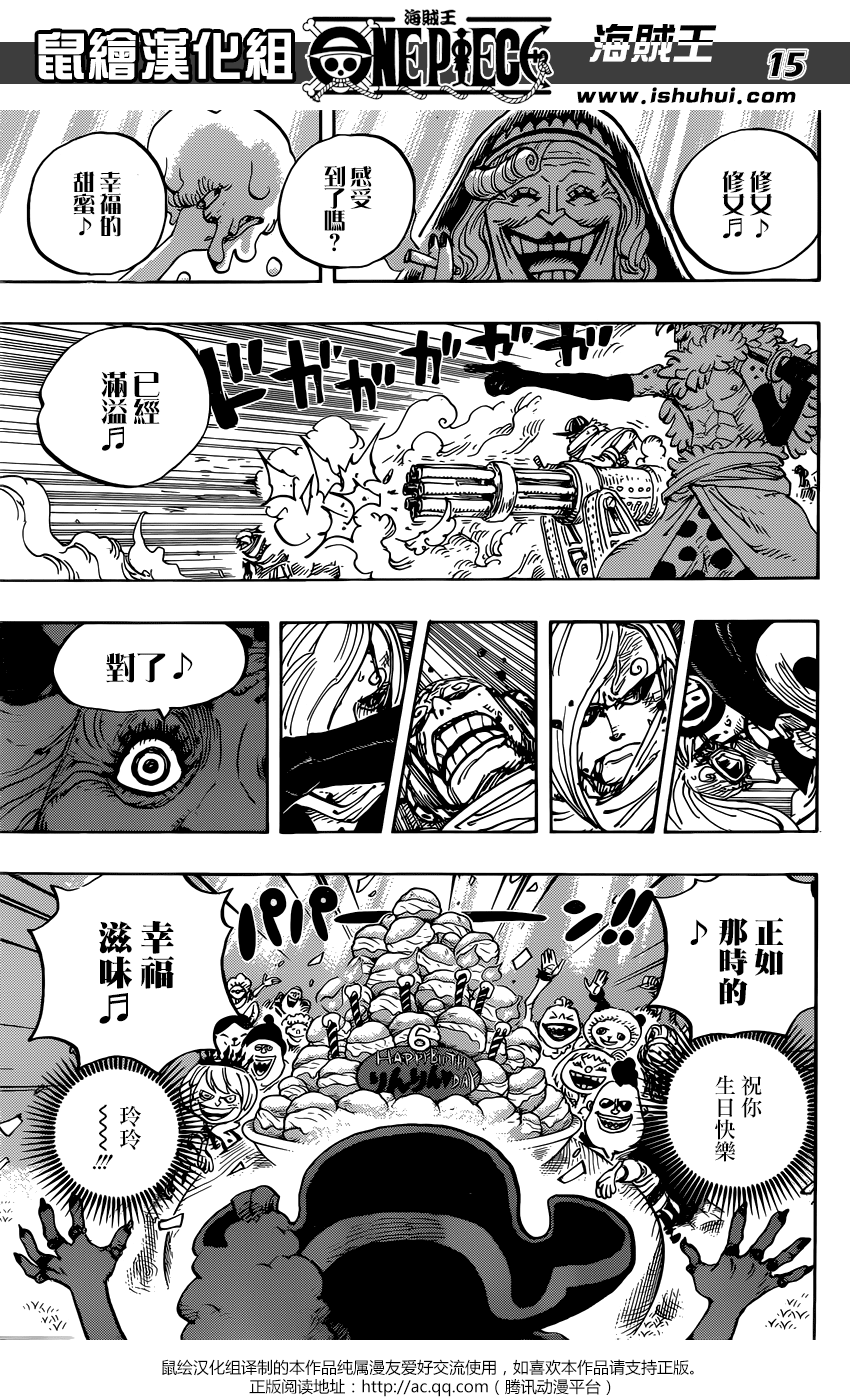 鼠繪漢化組
海賊王
ONE PIECE
海賊王
15
www.ishuhui.com
修女♪
修女♬
感受
到了嗎？
幸福的
甜蜜♪
ドガガガガガ
已經
滿溢♬
對了♪
正如
那時的
♪
祝你
生日快樂
パパーン!!
6
HAPPY BIRTH
DAY
りんりん
幸福
滋味♬
玲玲
~~~!!!
鼠绘汉化组译制的本作品纯属漫友爱好交流使用，如喜欢本作品请支持正版。
正版阅读地址：http://ac.qq.com（腾讯动漫平台）